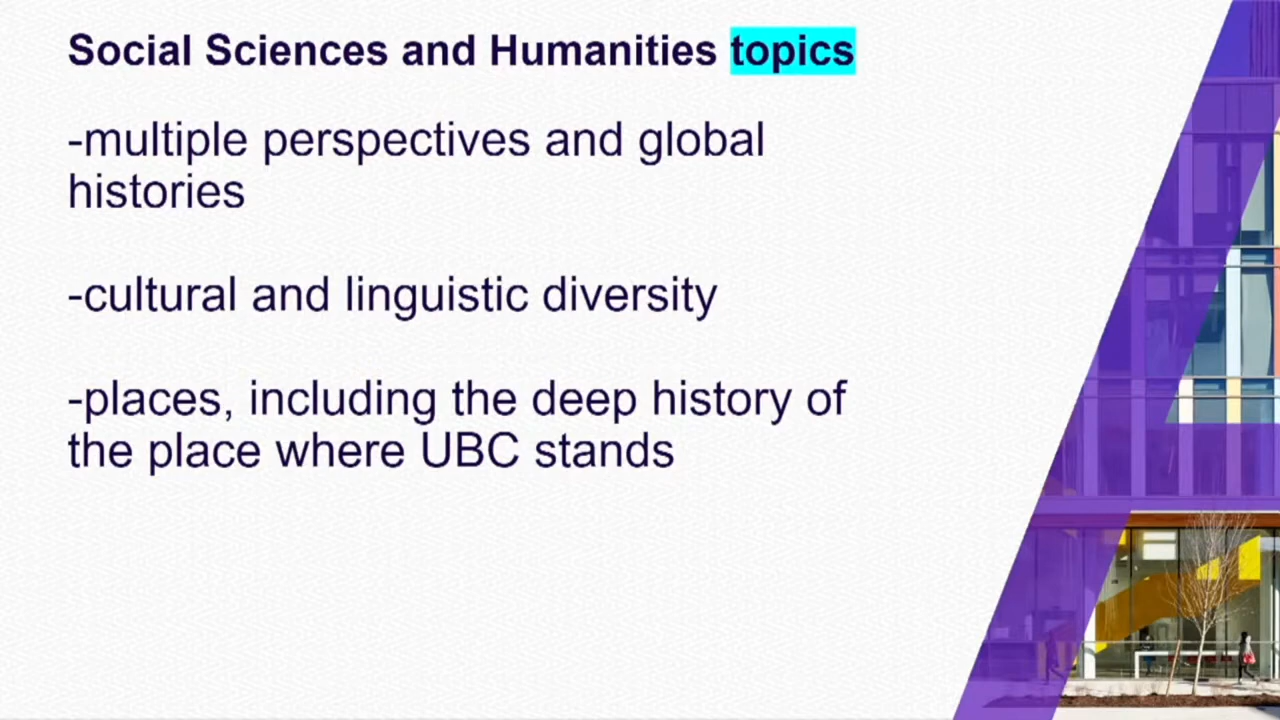 Social Sciences and Humanities topics
-multiple perspectives and global
histories
-cultural and linguistic diversity
-places, including the deep history of
the place where UBC stands